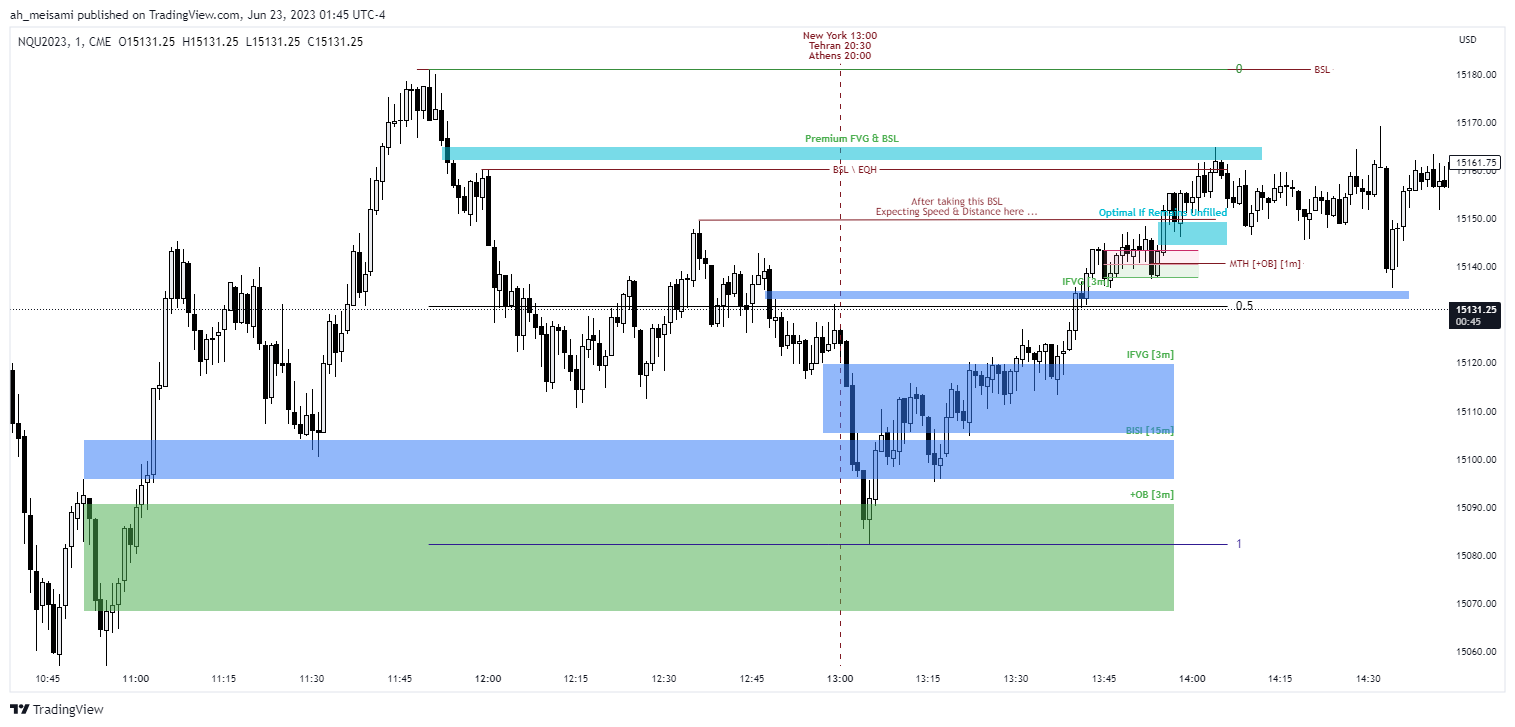 ah_meisami published on TradingView.com, Jun 23, 2023 01:45 UTC-4
NQU2023, 1, CME O15131.25 H15131.25 L15131.25 C15131.25
New York 13:00
Tehran 20:30
Athens 20:00
USD
0
BSL
15180.00
15170.00
Premium FVG & BSL
15161.75
15160.00
BSL \ EQH
After taking this BSL
Expecting Speed & Distance here ...
Optimal If Remains Unfilled
15150.00
MTH [+OB] [1m]
15140.00
IFVG [3m]
0.5
15131.25
00:45
15120.00
IFVG [3m]
15110.00
BISI [15m]
15100.00
+OB [3m]
15090.00
1
15080.00
15070.00
15060.00
10:45 11:00 11:15 11:30 11:45 12:00 12:15 12:30 12:45 13:00 13:15 13:30 13:45 14:00 14:15 14:30
TradingView